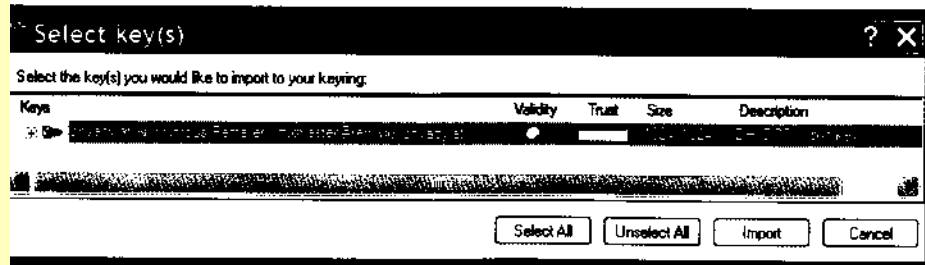 Select key(s) ? X
Select the key(s) you would like to import to your keyring:
Keys Validity Trust Size Description
Select All Unselect All Import Cancel